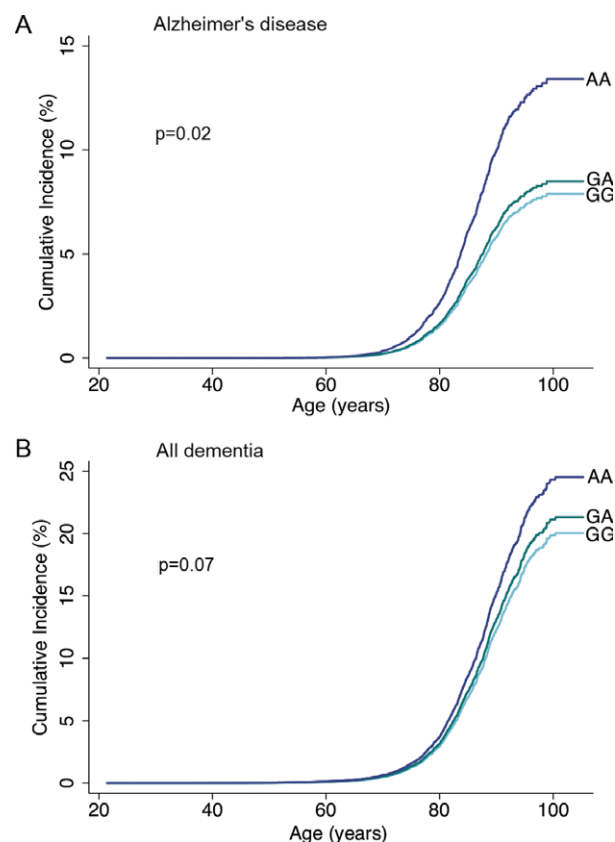 A
Alzheimer's disease
p=0.02
Cumulative Incidence (%)
15
10
5
0
AA
GA
GG
20 40 60 80 100
Age (years)
B
All dementia
p=0.07
Cumulative Incidence (%)
25
20
15
10
5
0
AA
GA
GG
20 40 60 80 100
Age (years)